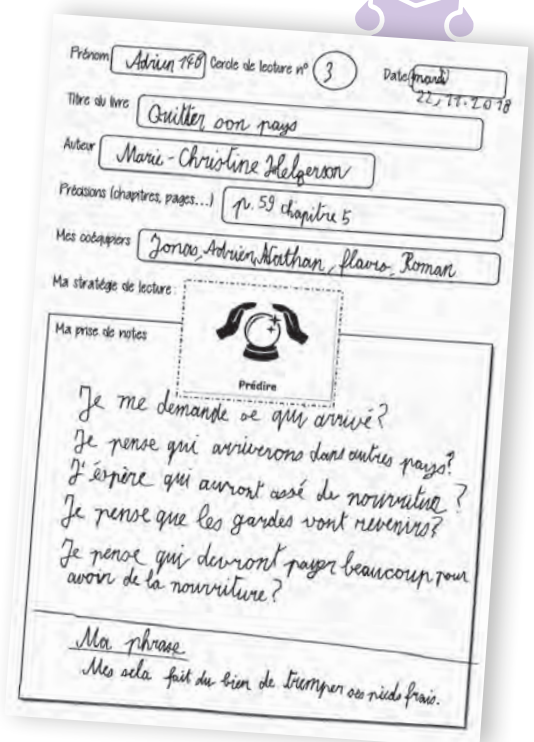 Prénom Adrien Cercle de lecture n° 3 Date (mardi)
22.11.2018
Titre du livre Quitter son pays
Auteur Marie-Christine Helgerson
Précisions (chapitres, pages...) p. 59 chapitre 5
Mes coéquipiers Jonas, Adrien, Nathan, flavio, Roman
Ma stratégie de lecture :
Prédire
Ma prise de notes
Je me demande se qui arrivé?
Je pense qui arriverons dans autres pays?
J'éspère qui auront assé de nourritur?
Je pense que les gardes vont revenirs?
Je pense qui devront payer beaucoup pour
avoir de la nourriture?
Ma phrase
Mes sela fait du bien de tremper ses pieds frais.